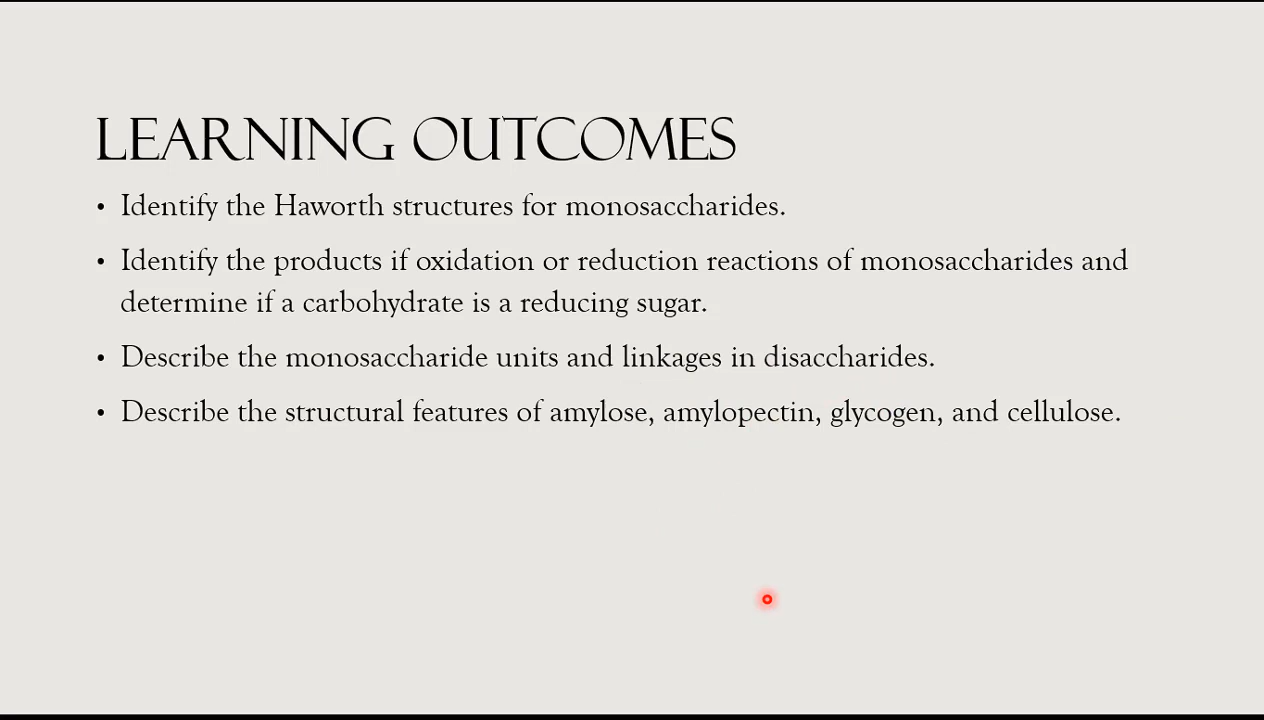 LEARNING OUTCOMES
• Identify the Haworth structures for monosaccharides.
• Identify the products if oxidation or reduction reactions of monosaccharides and
determine if a carbohydrate is a reducing sugar.
• Describe the monosaccharide units and linkages in disaccharides.
• Describe the structural features of amylose, amylopectin, glycogen, and cellulose.